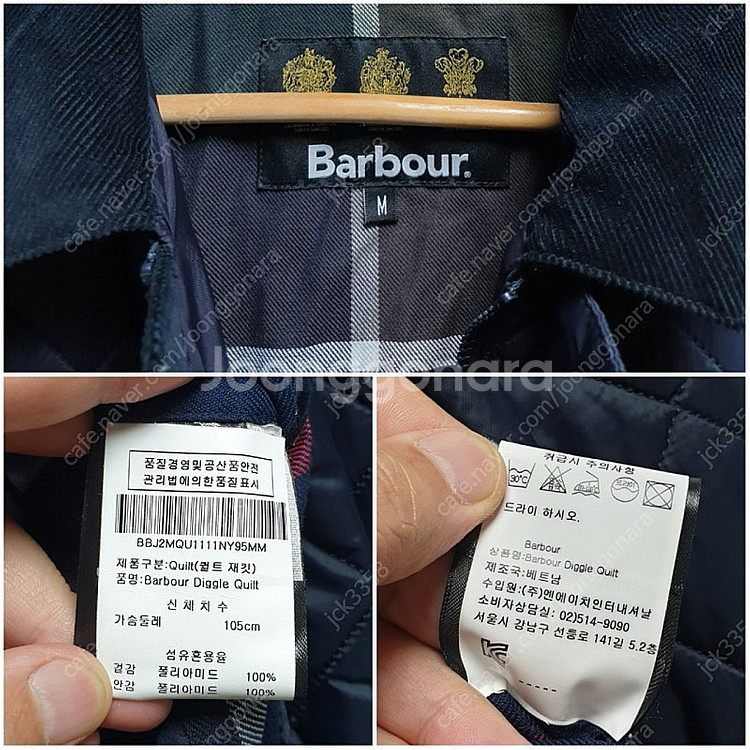 Barbour.
M
Joonggonara
cafe.naver.com/joonggonara
jck3358
품질경영및공산품안전
관리법에의한품질표시
BBJ2MQU1111NY95MM
제품구분:Quilt(퀼트 재킷)
품명:Barbour Diggle Quilt
신체치수
가슴둘레 105cm
섬유혼용율
겉감 폴리아미드 100%
안감 폴리아미드 100%
취급시 주의사항
30℃
드라이
드라이 하시오.
Barbour
상품명:Barbour Diggle Quilt
제조국:베트남
수입원:(주)엔에이치인터내셔날
소비자상담실: 02)514-9090
서울시 강남구 선릉로 141길 5.2층